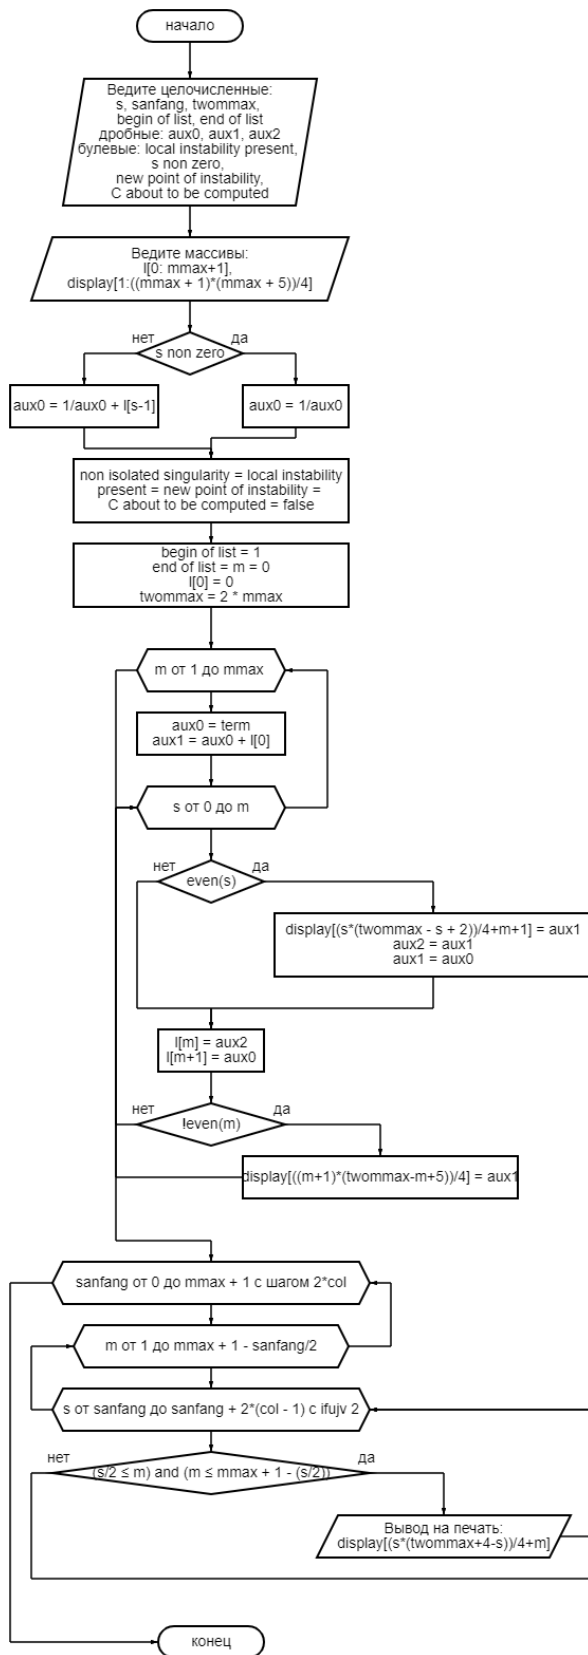 начало
Ведите целочисленные:
s, sanfang, twommax,
begin of list, end of list
дробные: aux0, aux1, aux2
булевые: local instability present,
s non zero,
new point of instability,
C about to be computed
Ведите массивы:
l[0: mmax+1],
display[1:((mmax + 1)*(mmax + 5))/4]
нет
да
s non zero
aux0 = 1/aux0 + l[s-1]
aux0 = 1/aux0
non isolated singularity = local instability
present = new point of instability =
C about to be computed = false
begin of list = 1
end of list = m = 0
l[0] = 0
twommax = 2 * mmax
m от 1 до mmax
aux0 = term
aux1 = aux0 + l[0]
s от 0 до m
нет
да
even(s)
display[(s*(twommax - s + 2))/4+m+1] = aux1
aux2 = aux1
aux1 = aux0
l[m] = aux2
l[m+1] = aux0
нет
да
!even(m)
display[((m+1)*(twommax-m+5))/4] = aux1
sanfang от 0 до mmax + 1 с шагом 2*col
m от 1 до mmax + 1 - sanfang/2
s от sanfang до sanfang + 2*(col - 1) с ifujv 2
нет
да
(s/2 ≤ m) and (m ≤ mmax + 1 - (s/2))
Вывод на печать:
display[(s*(twommax+4-s))/4+m]
конец